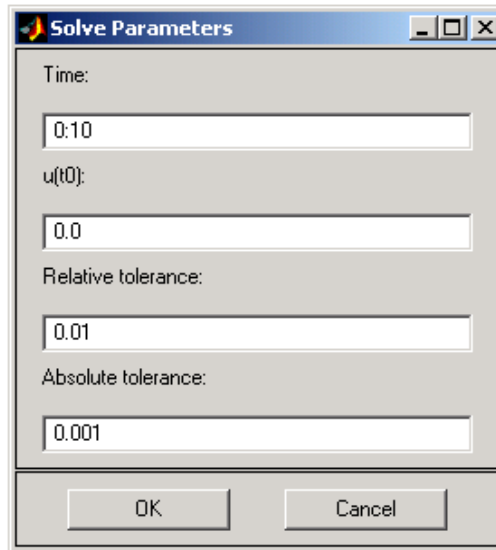 Solve Parameters
Time:
0:10
u(t0):
0.0
Relative tolerance:
0.01
Absolute tolerance:
0.001
OK Cancel